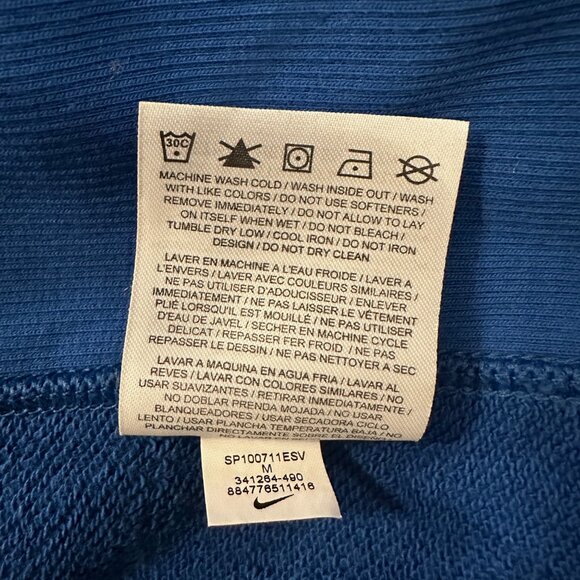 30C
MACHINE WASH COLD / WASH INSIDE OUT / WASH
WITH LIKE COLORS / DO NOT USE SOFTENERS /
REMOVE IMMEDIATELY / DO NOT ALLOW TO LAY
ON ITSELF WHEN WET / DO NOT BLEACH /
TUMBLE DRY LOW / COOL IRON / DO NOT IRON
DESIGN / DO NOT DRY CLEAN
LAVER EN MACHINE A L'EAU FROIDE / LAVER A
L'ENVERS / LAVER AVEC COULEURS SIMILAIRES /
NE PAS UTILISER D'ADOUCISSEUR / ENLEVER
IMMEDIATEMENT / NE PAS LAISSER LE VÊTEMENT
PLIÉ LORSQU'IL EST MOUILLÉ / NE PAS UTILISER
D'EAU DE JAVEL / SECHER EN MACHINE CYCLE
DELICAT / REPASSER FER FROID / NE PAS
REPASSER LE DESSIN / NE PAS NETTOYER A SEC
LAVAR A MAQUINA EN AGUA FRIA / LAVAR AL
REVES / LAVAR CON COLORES SIMILARES / NO
USAR SUAVIZANTES / RETIRAR INMEDIATAMENTE /
NO DOBLAR PRENDA MOJADA / NO USAR
BLANQUEADORES / USAR SECADORA CICLO
LENTO / USAR PLANCHA TEMPERATURA BAJA / NO
PLANCHAR DIRECTAMENTE SOBRE EL DISEÑO
SP100711ESV
M
341264-490
884776511416